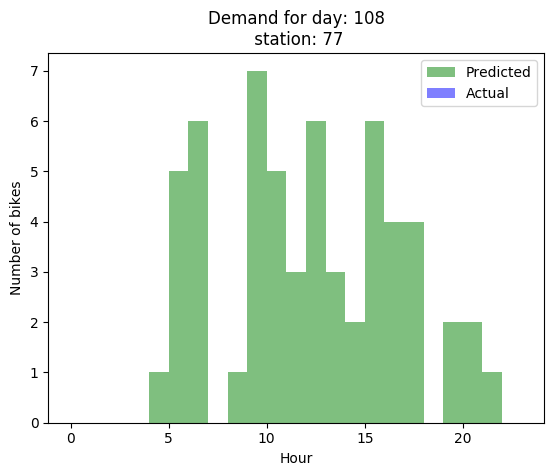 Demand for day: 108
station: 77
Predicted
Actual
7
6
5
4
3
2
1
0
Number of bikes
0 5 10 15 20
Hour